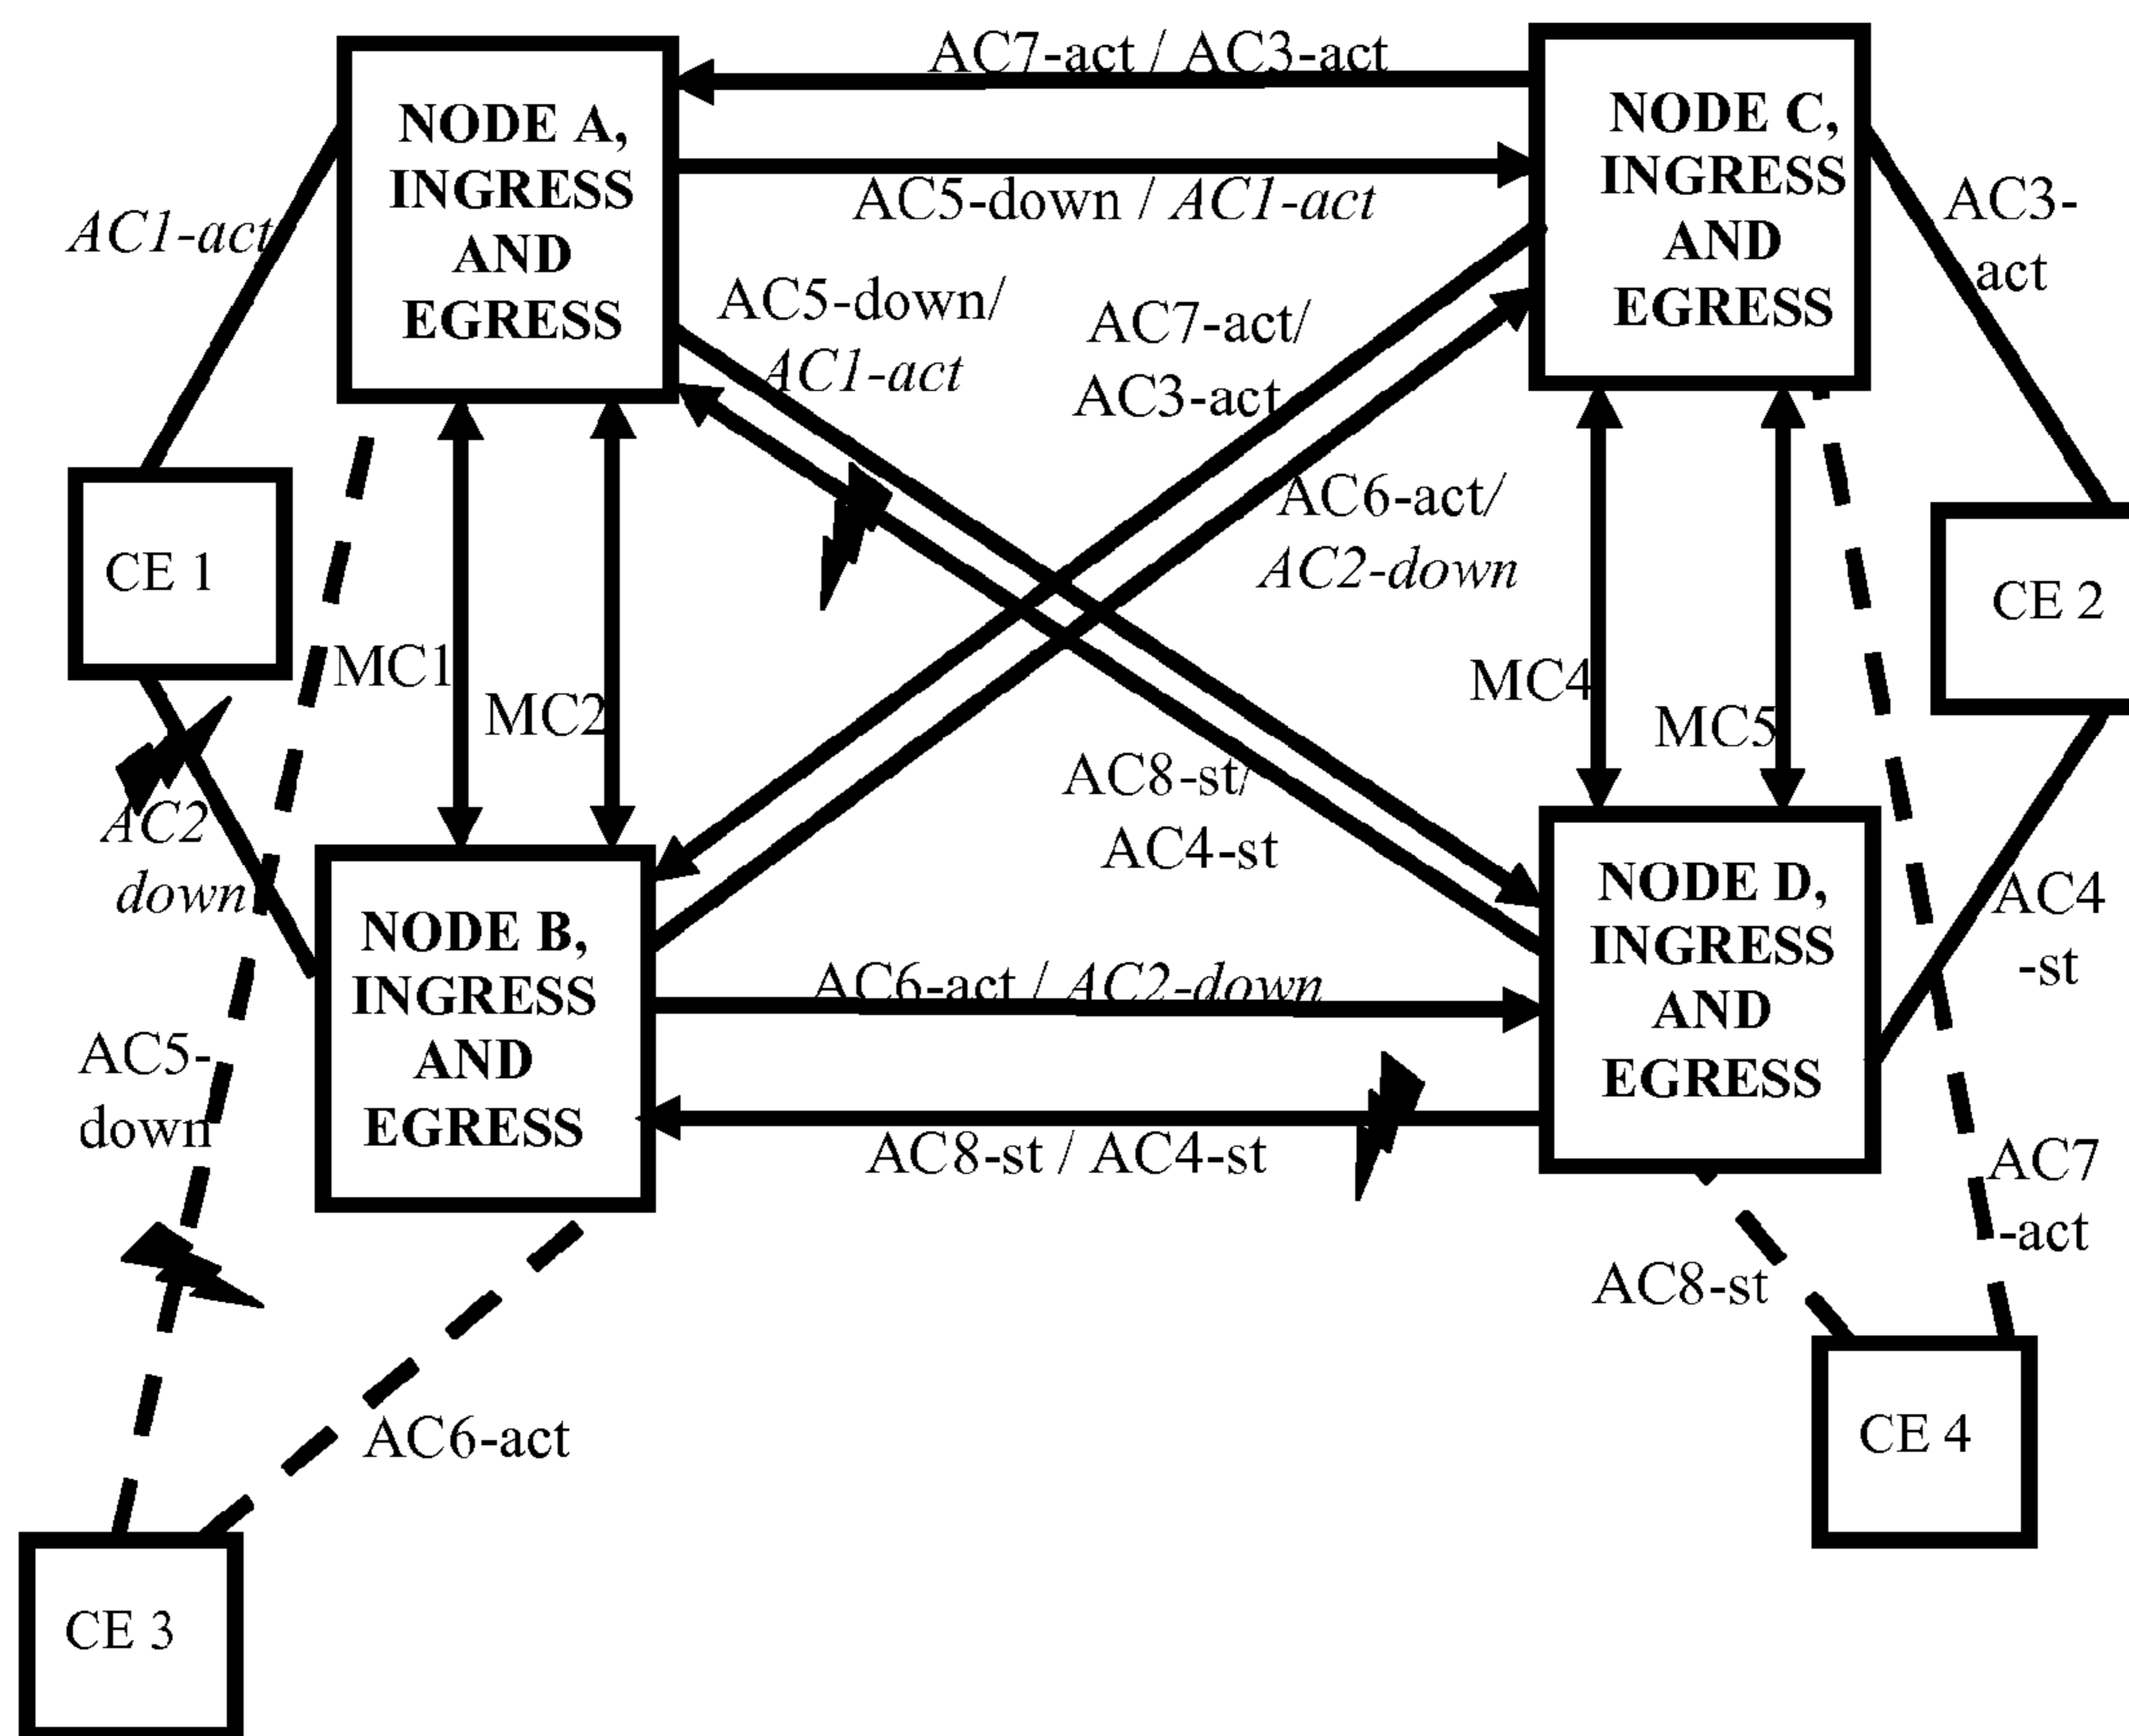 AC7-act / AC3-act
NODE A,
INGRESS
AND
EGRESS
NODE C,
INGRESS
AND
EGRESS
AC1-act
AC5-down / AC1-act
AC3-
act
AC5-down/
AC1-act
AC7-act/
AC3-act
AC6-act/
AC2-down
CE 1
CE 2
MC1
MC2
MC4
MC5
AC2
down
AC8-st/
AC4-st
NODE B,
INGRESS
AND
EGRESS
NODE D,
INGRESS
AND
EGRESS
AC4
-st
AC6-act / AC2-down
AC5-
down
AC8-st / AC4-st
AC7
-act
AC8-st
AC6-act
CE 4
CE 3